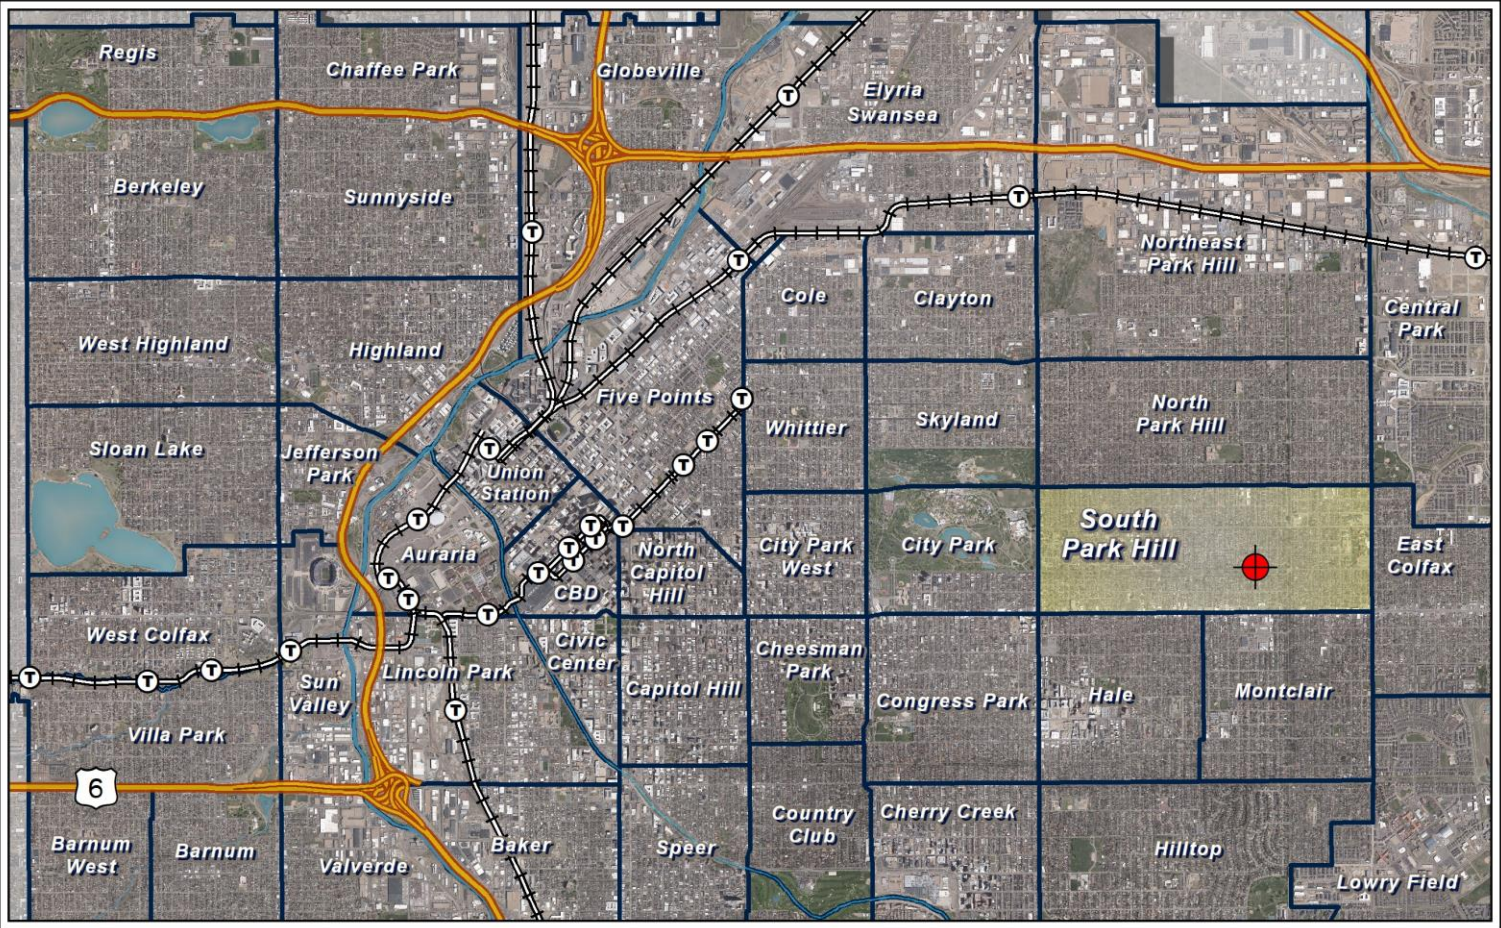 Regis
Chaffee Park
Globeville
Elyria
Swansea
Berkeley
Sunnyside
T
T
T
T
T
Northeast
Park Hill
Cole
Clayton
Central
Park
West Highland
Highland
Five Points
T
Whittier
Skyland
North
Park Hill
Sloan Lake
Jefferson
Park
T
Union
Station
T
T
T
Auraria
T
T
T
T
T
T
North
Capitol
Hill
City Park
West
City Park
South
Park Hill
East
Colfax
T
T
CBD
T
West Colfax
T
T
T
T
Sun
Valley
Lincoln Park
Civic
Center
Capitol Hill
Cheesman
Park
Congress Park
Hale
Montclair
T
Villa Park
6
Barnum
West
Barnum
Valverde
Baker
Speer
Country
Club
Cherry Creek
Hilltop
Lowry Field